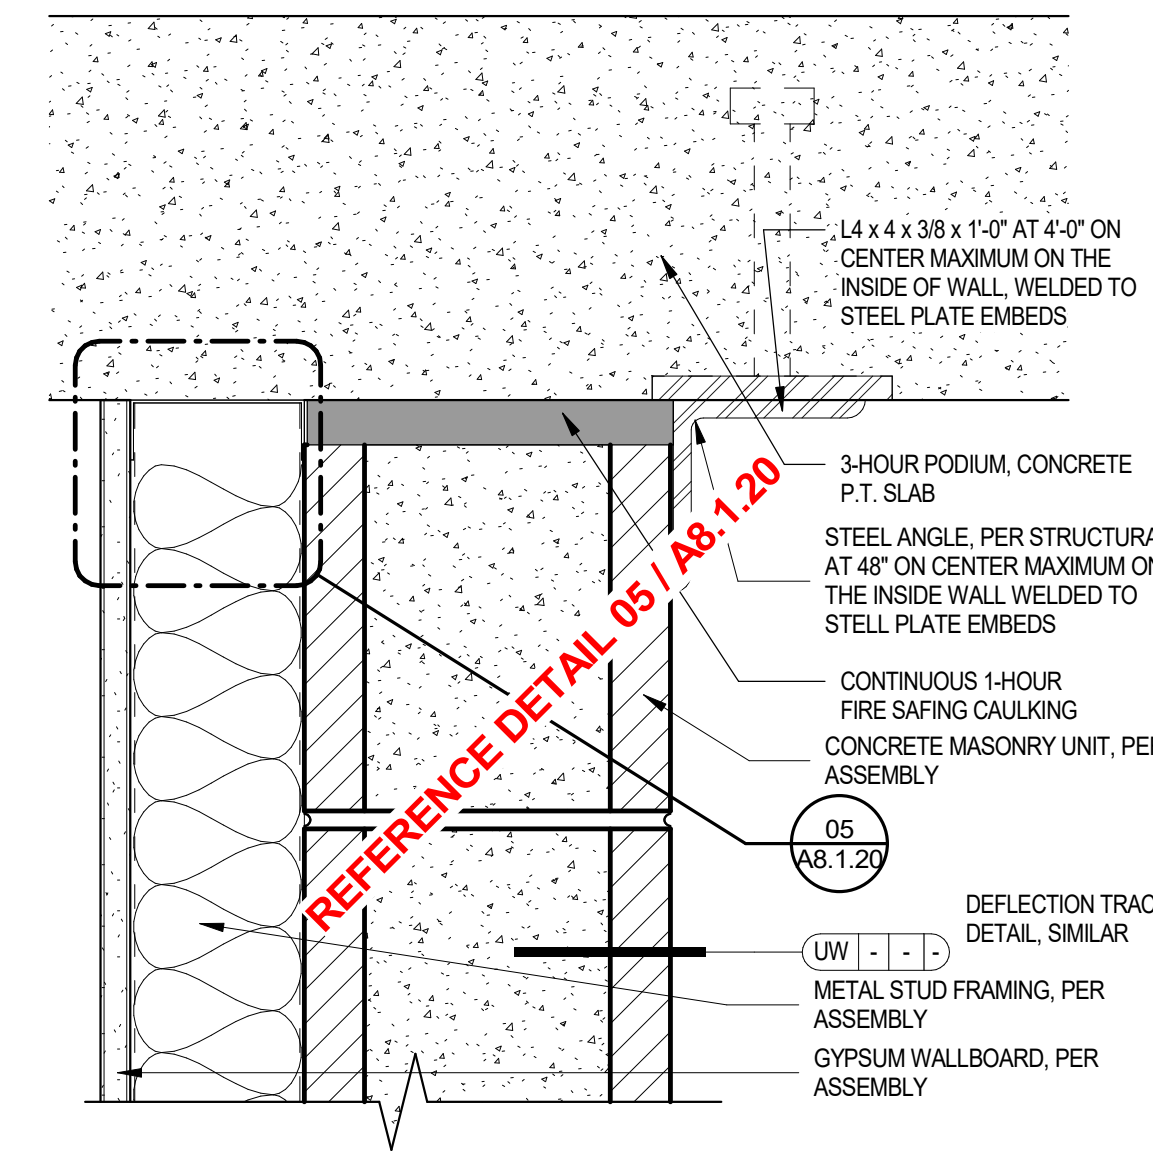 L4 x 4 x 3/8 x 1'-0" AT 4'-0" ON
CENTER MAXIMUM ON THE
INSIDE OF WALL, WELDED TO
STEEL PLATE EMBEDS
3-HOUR PODIUM, CONCRETE
P.T. SLAB
STEEL ANGLE, PER STRUCTURA
AT 48" ON CENTER MAXIMUM ON
THE INSIDE WALL WELDED TO
STELL PLATE EMBEDS
CONTINUOUS 1-HOUR
FIRE SAFING CAULKING
CONCRETE MASONRY UNIT, PER
ASSEMBLY
REFERENCE DETAIL 05 / A8.1.20
05
A8.1.20
DEFLECTION TRAC
DETAIL, SIMILAR
UW - - -
METAL STUD FRAMING, PER
ASSEMBLY
GYPSUM WALLBOARD, PER
ASSEMBLY